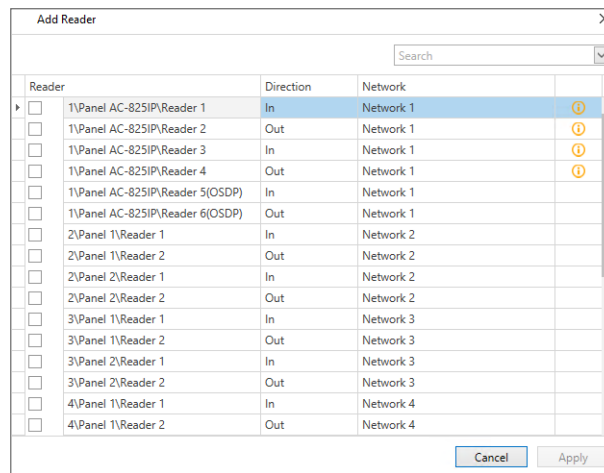 Add Reader
Search
Reader Direction Network
1\Panel AC-825IP\Reader 1 In Network 1
1\Panel AC-825IP\Reader 2 Out Network 1
1\Panel AC-825IP\Reader 3 In Network 1
1\Panel AC-825IP\Reader 4 Out Network 1
1\Panel AC-825IP\Reader 5(OSDP) In Network 1
1\Panel AC-825IP\Reader 6(OSDP) Out Network 1
2\Panel 1\Reader 1 In Network 2
2\Panel 1\Reader 2 Out Network 2
2\Panel 2\Reader 1 In Network 2
2\Panel 2\Reader 2 Out Network 2
3\Panel 1\Reader 1 In Network 3
3\Panel 1\Reader 2 Out Network 3
3\Panel 2\Reader 1 In Network 3
3\Panel 2\Reader 2 Out Network 3
4\Panel 1\Reader 1 In Network 4
4\Panel 1\Reader 2 Out Network 4
Cancel Apply